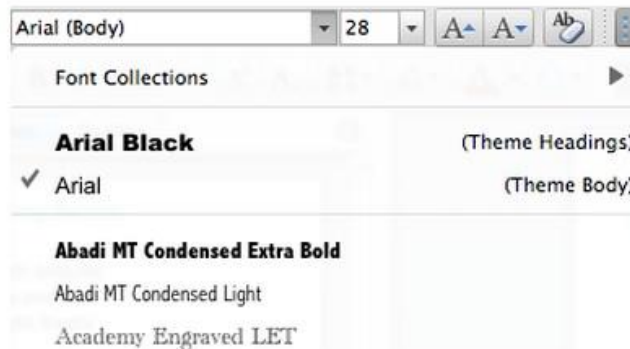 Arial (Body) 28 A A Ab
Font Collections
Arial Black (Theme Headings)
Arial (Theme Body)
Abadi MT Condensed Extra Bold
Abadi MT Condensed Light
Academy Engraved LET